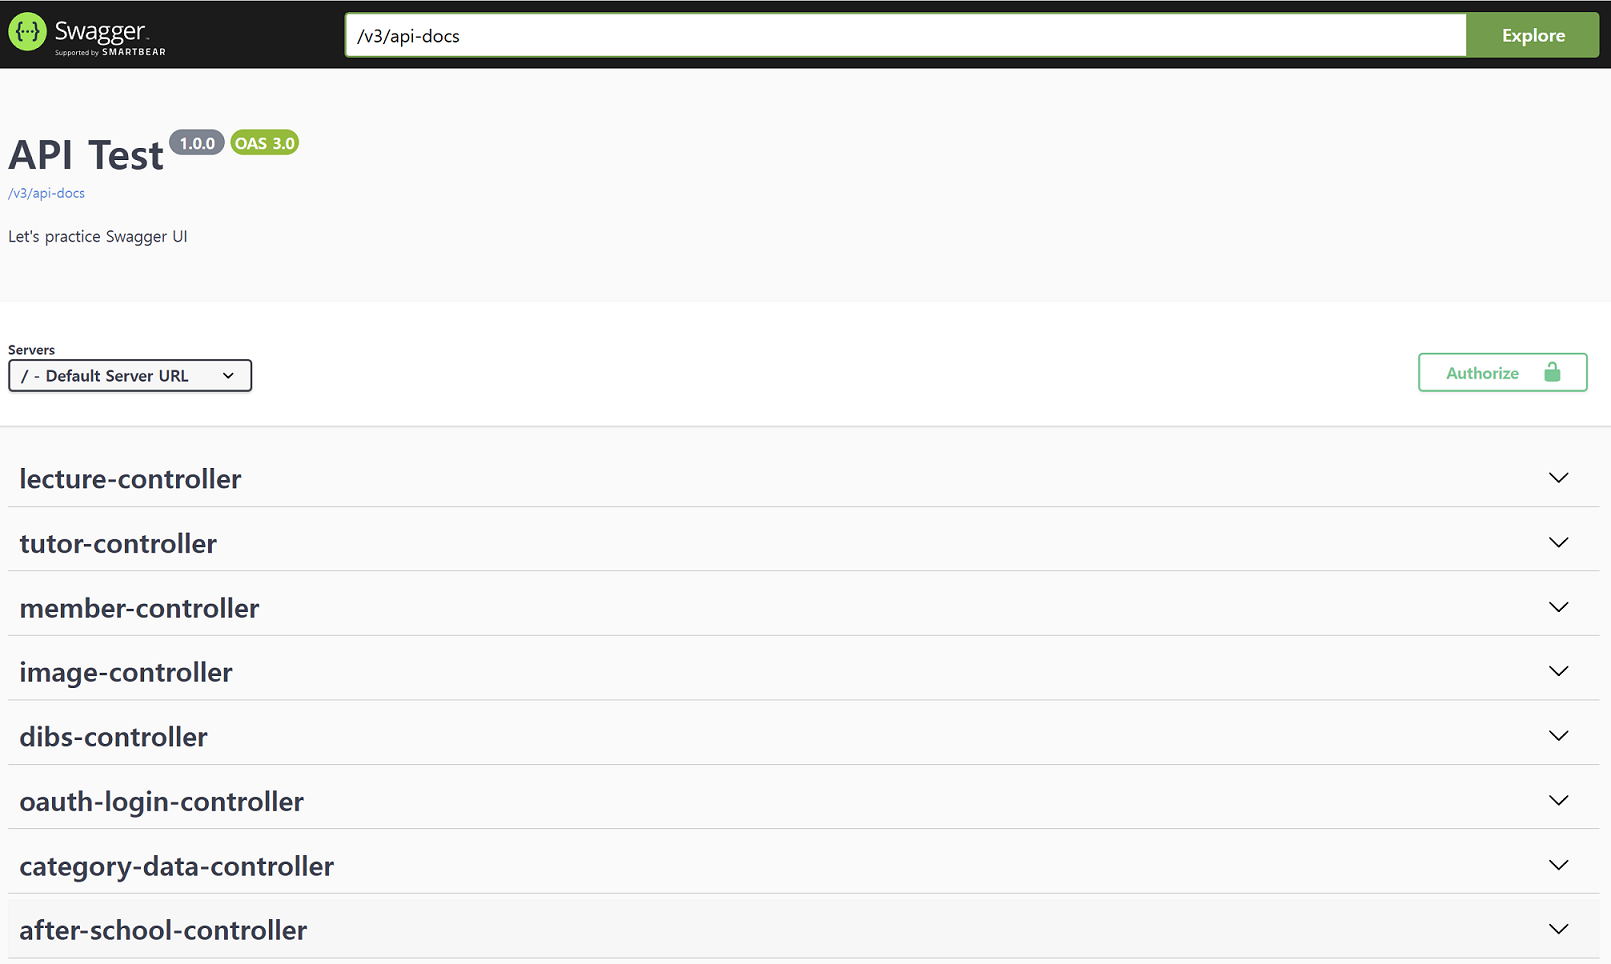 {···} Swagger™
Supported by SMARTBEAR
/v3/api-docs
Explore
API Test 1.0.0 OAS 3.0
/v3/api-docs
Let's practice Swagger UI
Servers
/ - Default Server URL
Authorize
lecture-controller
tutor-controller
member-controller
image-controller
dibs-controller
oauth-login-controller
category-data-controller
after-school-controller